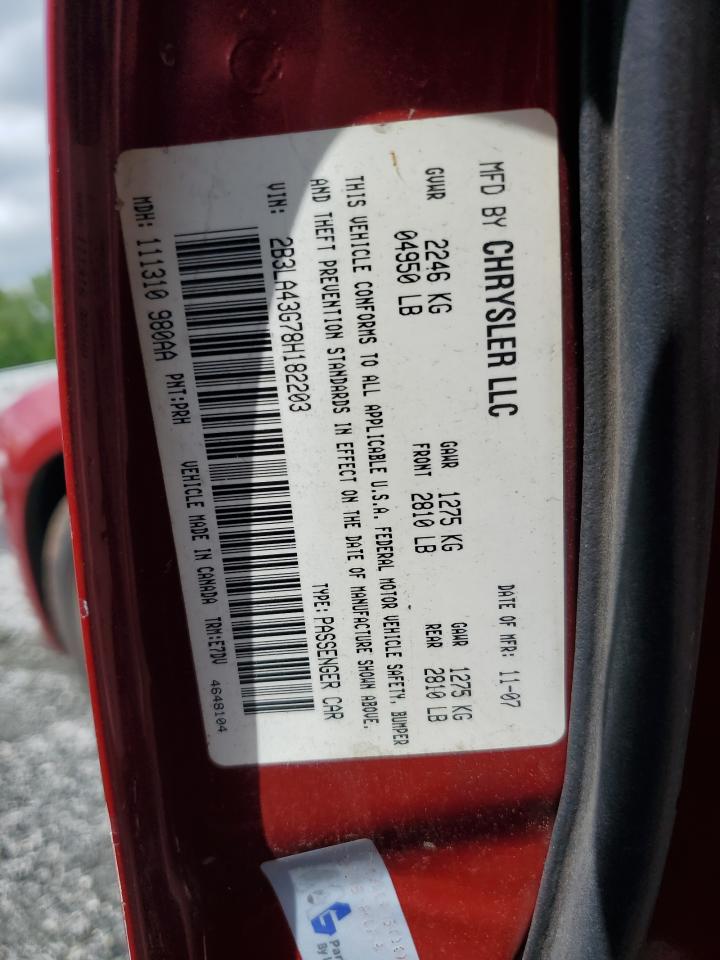 MFD BY CHRYSLER LLC
DATE OF MFR: 11-07
GVWR 2246 KG
04950 LB
GAWR 1275 KG
FRONT 2810 LB
GAWR 1275 KG
REAR 2810 LB
THIS VEHICLE CONFORMS TO ALL APPLICABLE U.S.A. FEDERAL MOTOR VEHICLE SAFETY, BUMPER
AND THEFT PREVENTION STANDARDS IN EFFECT ON THE DATE OF MANUFACTURE SHOWN ABOVE.
VIN: 2B3LA43G78H182203
TYPE: PASSENGER CAR
MDH: 111310 980AA PNT:PRH
VEHICLE MADE IN CANADA TRM:E7DV
4648104